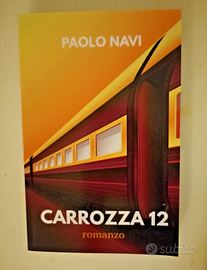 PAOLO NAVI
CARROZZA 12
romanzo
subito